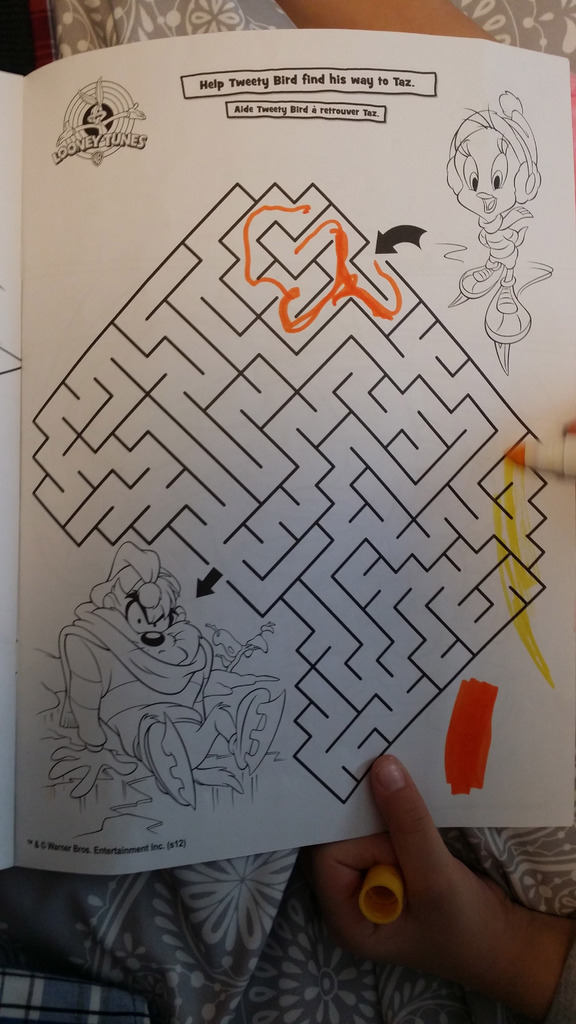 Help Tweety Bird find his way to Taz.
Aide Tweety Bird à retrouver Taz.
LOONEY TUNES
™ & © Warner Bros. Entertainment Inc. (s12)